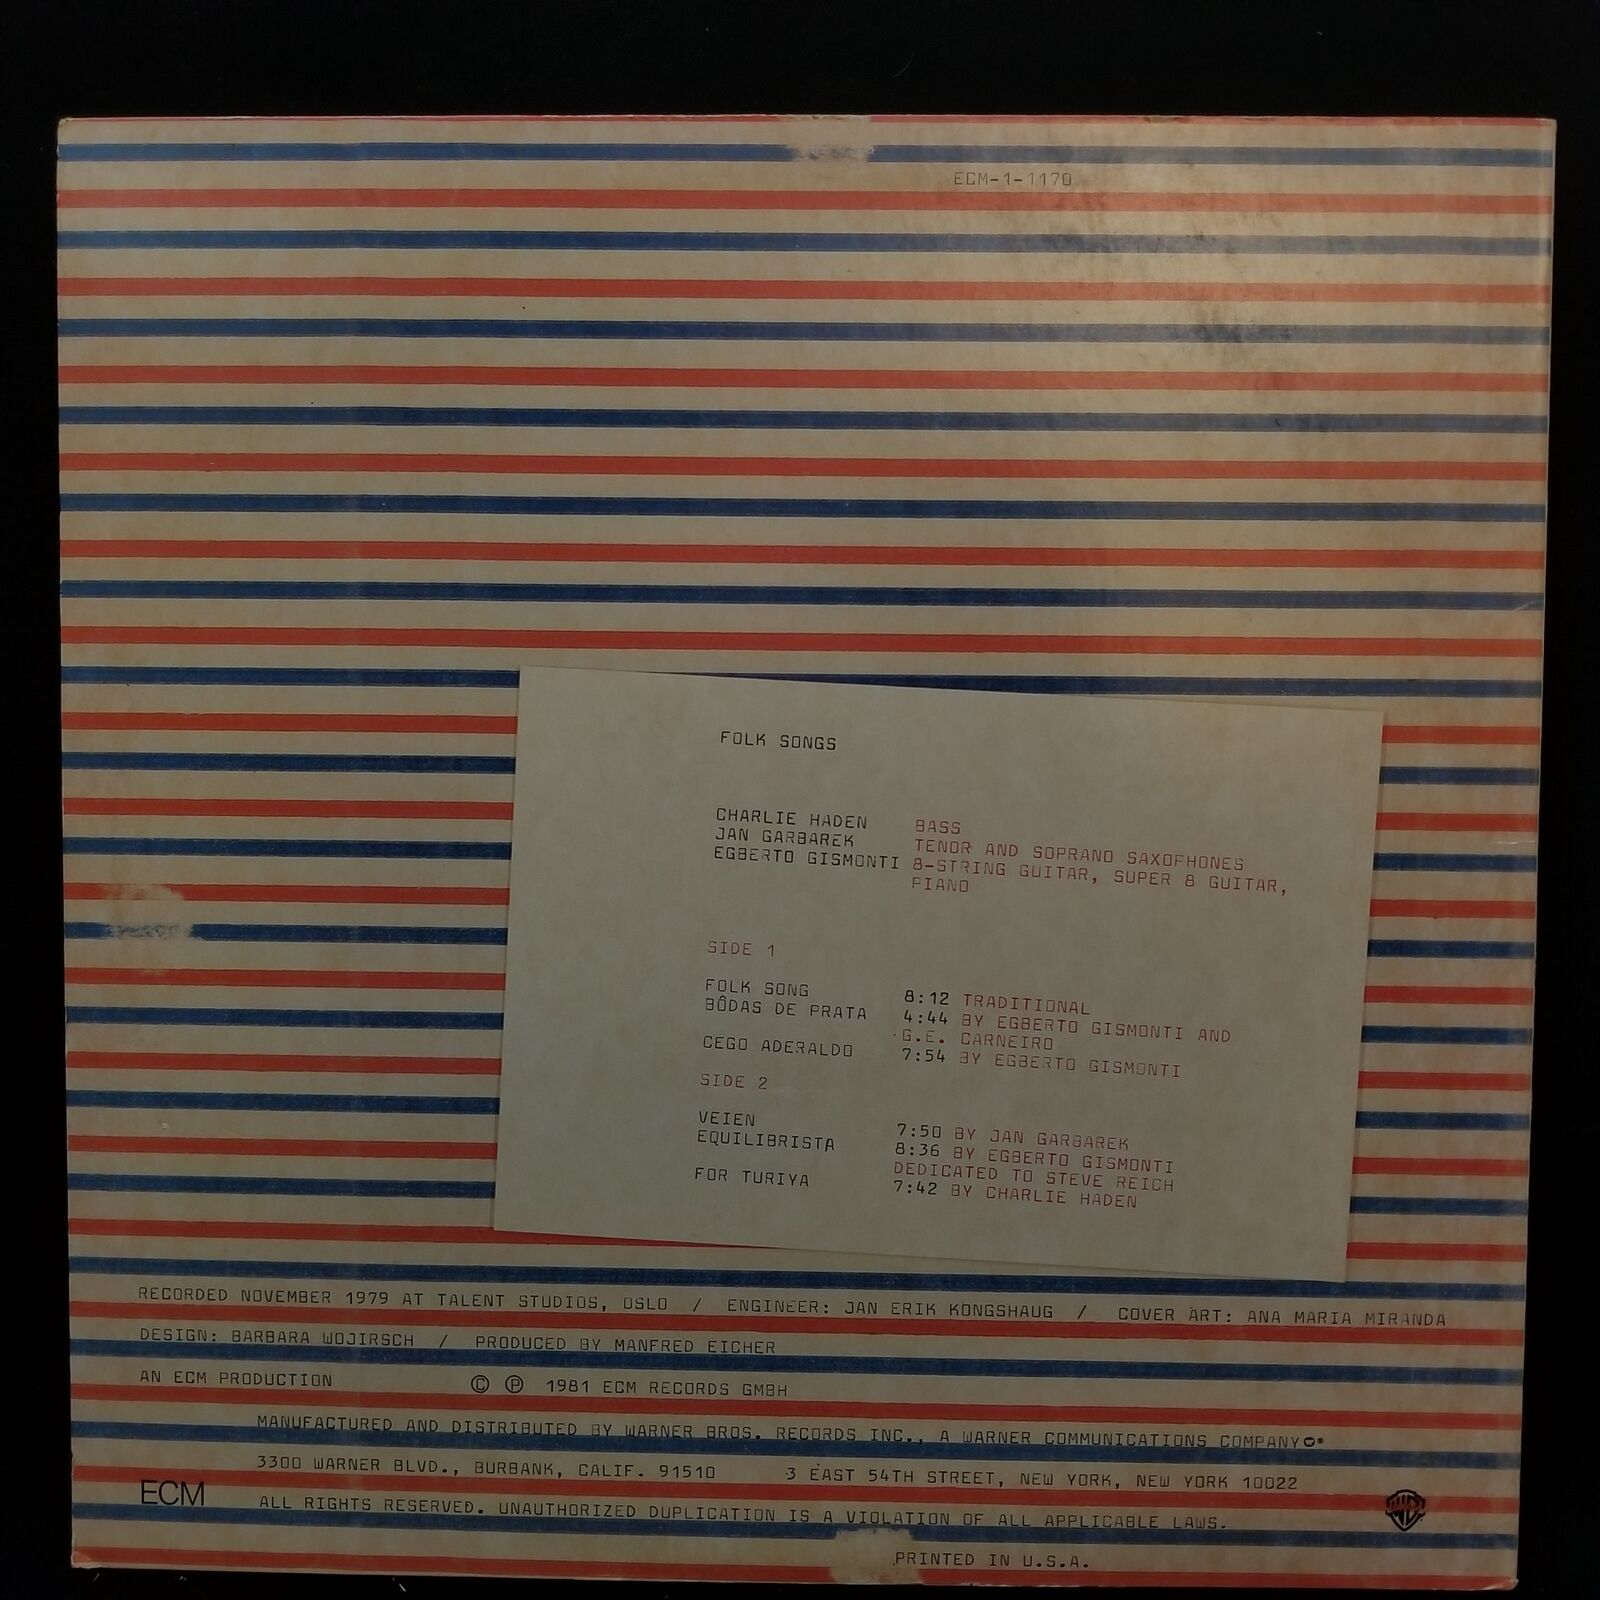 ECM-1-1170
FOLK SONGS
CHARLIE HADEN BASS
JAN GARBAREK TENOR AND SOPRANO SAXOPHONES
EGBERTO GISMONTI 8-STRING GUITAR, SUPER 8 GUITAR,
PIANO
SIDE 1
FOLK SONG 8:12 TRADITIONAL
BÔDAS DE PRATA 4:44 BY EGBERTO GISMONTI AND
G.E. CARNEIRO
CEGO ADERALDO 7:54 BY EGBERTO GISMONTI
SIDE 2
VEIEN 7:50 BY JAN GARBAREK
EQUILIBRISTA 8:36 BY EGBERTO GISMONTI
DEDICATED TO STEVE REICH
FOR TURIYA 7:42 BY CHARLIE HADEN
RECORDED NOVEMBER 1979 AT TALENT STUDIOS, OSLO / ENGINEER: JAN ERIK KONGSHAUG / COVER ART: ANA MARIA MIRANDA
DESIGN: BARBARA WOJIRSCH / PRODUCED BY MANFRED EICHER
AN ECM PRODUCTION © ℗ 1981 ECM RECORDS GMBH
MANUFACTURED AND DISTRIBUTED BY WARNER BROS. RECORDS INC., A WARNER COMMUNICATIONS COMPANY
3300 WARNER BLVD., BURBANK, CALIF. 91510 3 EAST 54TH STREET, NEW YORK, NEW YORK 10022
ECM
ALL RIGHTS RESERVED. UNAUTHORIZED DUPLICATION IS A VIOLATION OF ALL APPLICABLE LAWS.
WB
PRINTED IN U.S.A.